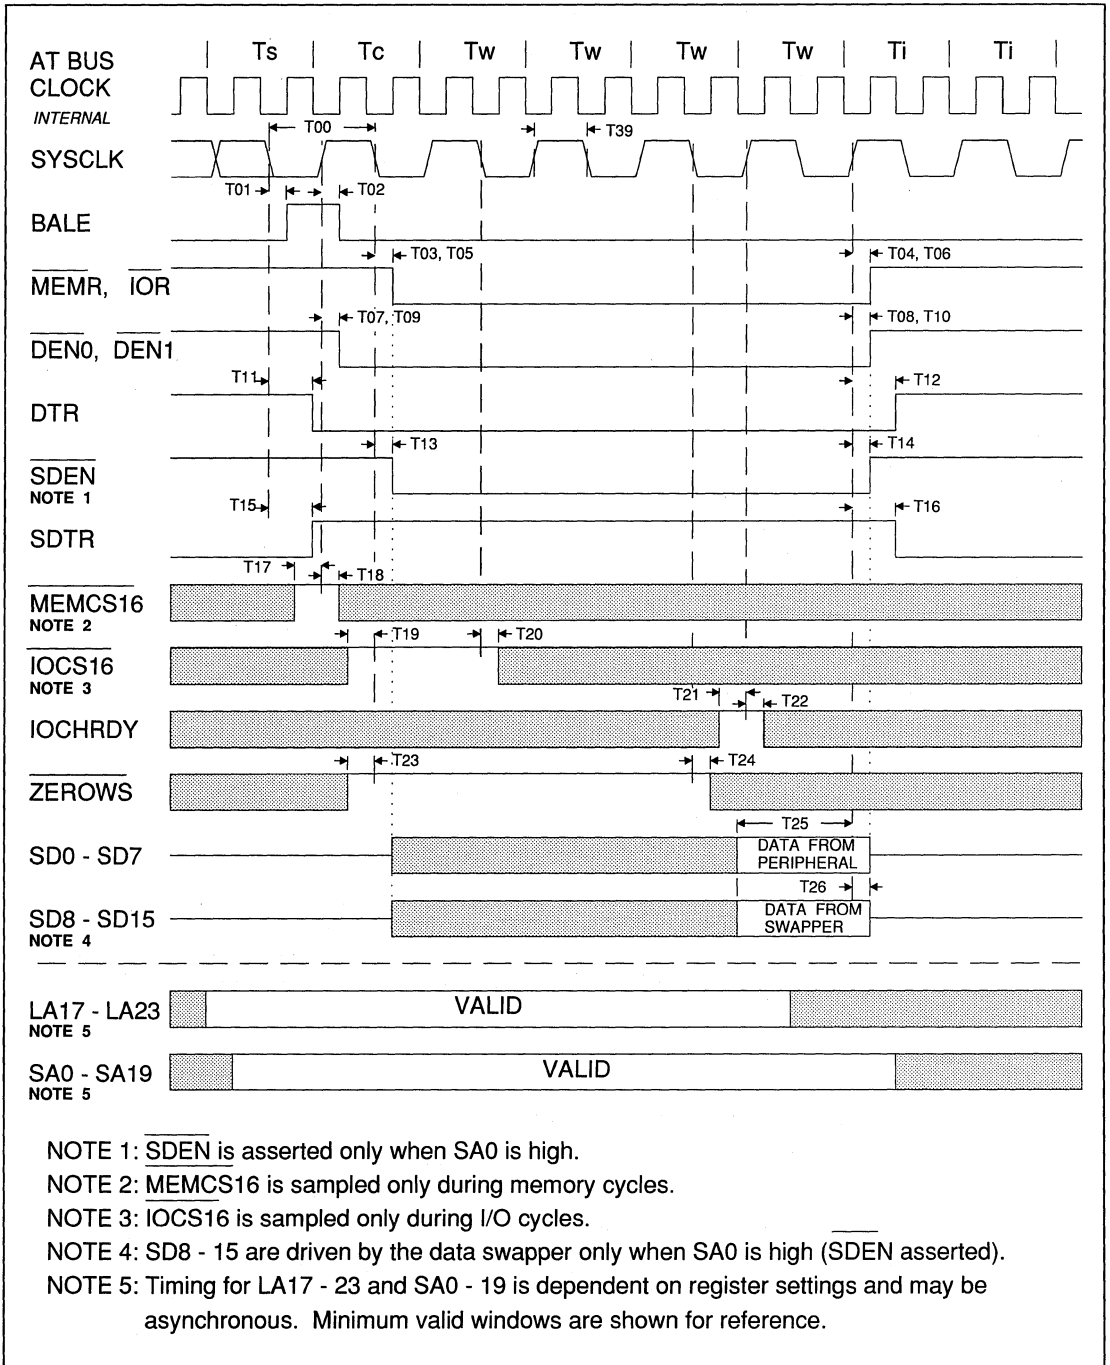 Ts Tc Tw Tw Tw Tw Ti Ti
AT BUS
CLOCK
INTERNAL
T00
T39
SYSCLK
T01 T02
BALE
T03, T05 T04, T06
MEMR, IOR
T07, T09 T08, T10
DEN0, DEN1
T11 T12
DTR
T13 T14
SDEN
NOTE 1
T15 T16
SDTR
T17 T18
MEMCS16
NOTE 2
T19 T20
IOCS16
NOTE 3
T21 T22
IOCHRDY
T23 T24
ZEROWS
T25
SD0 - SD7
DATA FROM
PERIPHERAL
T26
SD8 - SD15
NOTE 4
DATA FROM
SWAPPER
LA17 - LA23
NOTE 5
VALID
SA0 - SA19
NOTE 5
VALID
NOTE 1: SDEN is asserted only when SA0 is high.
NOTE 2: MEMCS16 is sampled only during memory cycles.
NOTE 3: IOCS16 is sampled only during I/O cycles.
NOTE 4: SD8 - 15 are driven by the data swapper only when SA0 is high (SDEN asserted).
NOTE 5: Timing for LA17 - 23 and SA0 - 19 is dependent on register settings and may be
asynchronous. Minimum valid windows are shown for reference.